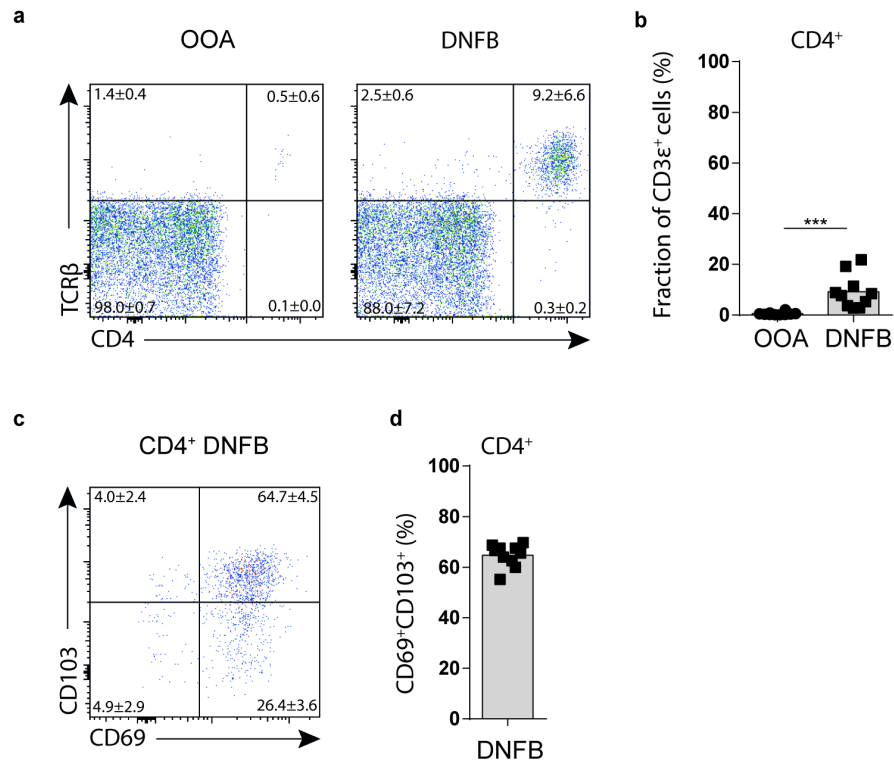 a
OOA
DNFB
1.4±0.4
0.5±0.6
98.0±0.7
0.1±0.0
2.5±0.6
9.2±6.6
88.0±7.2
0.3±0.2
TCRβ
CD4
b
CD4⁺
Fraction of CD3ε⁺ cells (%)
100
80
60
40
20
0
***
OOA
DNFB
c
CD4⁺ DNFB
4.0±2.4
64.7±4.5
4.9±2.9
26.4±3.6
CD103
CD69
d
CD4⁺
CD69⁺CD103⁺ (%)
100
80
60
40
20
0
DNFB